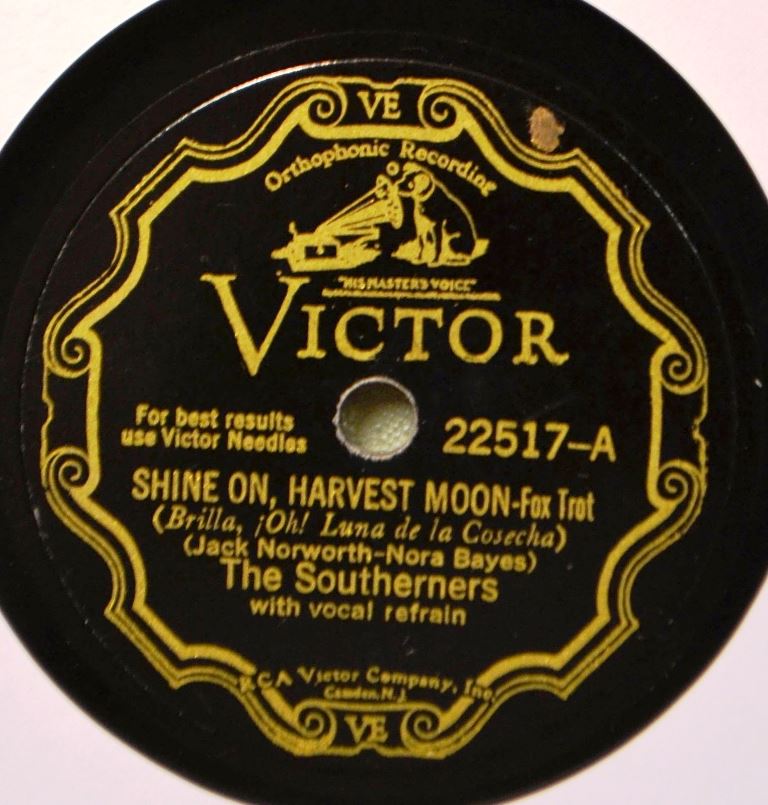 VE
Orthophonic Recording
"HIS MASTER'S VOICE"
VICTOR
For best results
use Victor Needles
22517-A
SHINE ON, HARVEST MOON-Fox Trot
(Brilla, ¡Oh! Luna de la Cosecha)
(Jack Norworth-Nora Bayes)
The Southerners
with vocal refrain
RCA Victor Company, Inc.
Camden, N.J.
VE